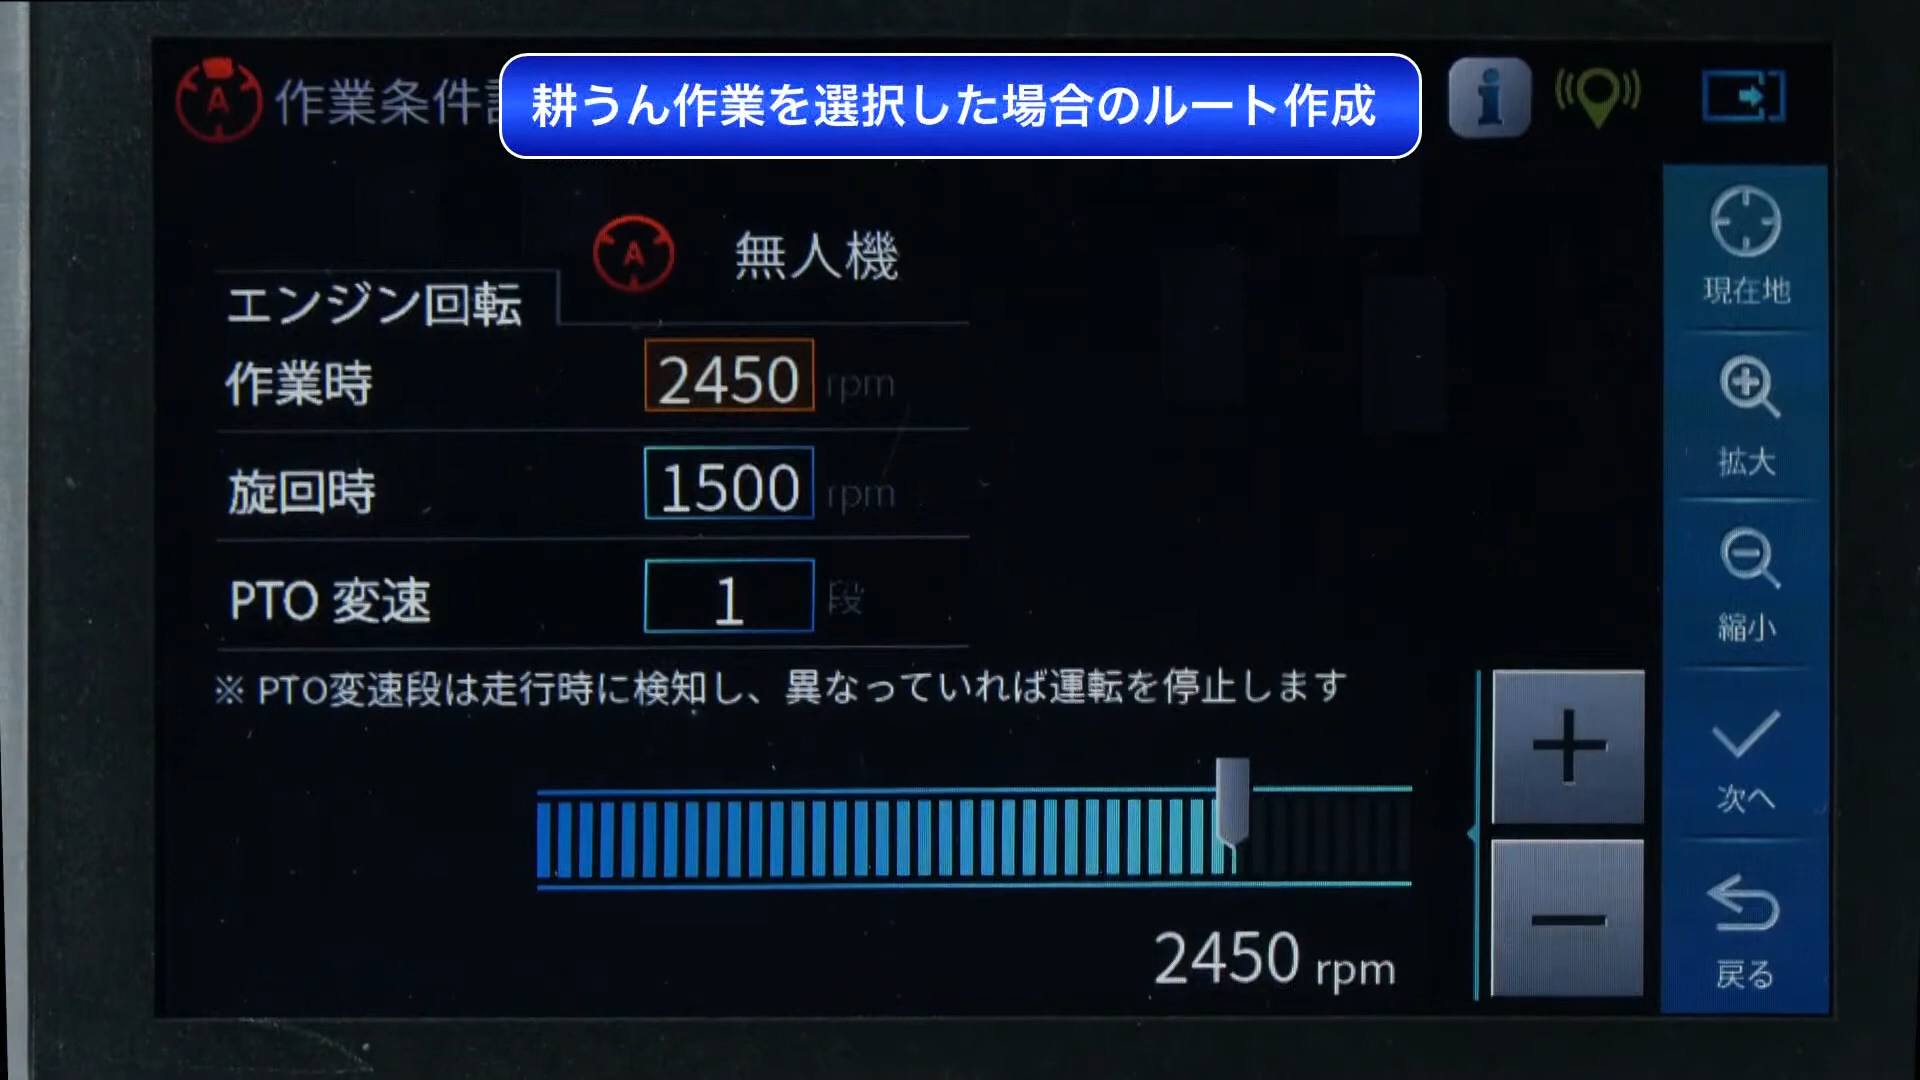 作業条件
耕うん作業を選択した場合のルート作成
A
i
A 無人機
エンジン回転
作業時 2450 rpm
旋回時 1500 rpm
PTO 変速 1 段
※ PTO変速段は走行時に検知し、異なっていれば運転を停止します
2450 rpm
+
−
現在地
拡大
縮小
次へ
戻る